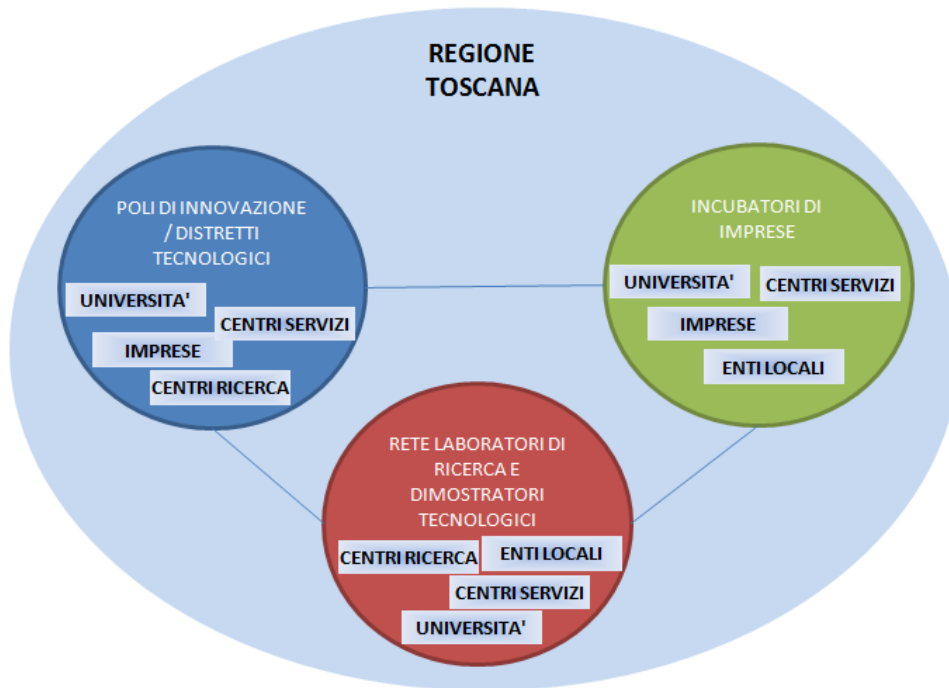 REGIONE
TOSCANA
POLI DI INNOVAZIONE
/ DISTRETTI
TECNOLOGICI
UNIVERSITA'
CENTRI SERVIZI
IMPRESE
CENTRI RICERCA
INCUBATORI DI
IMPRESE
UNIVERSITA'
CENTRI SERVIZI
IMPRESE
ENTI LOCALI
RETE LABORATORI DI
RICERCA E
DIMOSTRATORI
TECNOLOGICI
CENTRI RICERCA
ENTI LOCALI
CENTRI SERVIZI
UNIVERSITA'